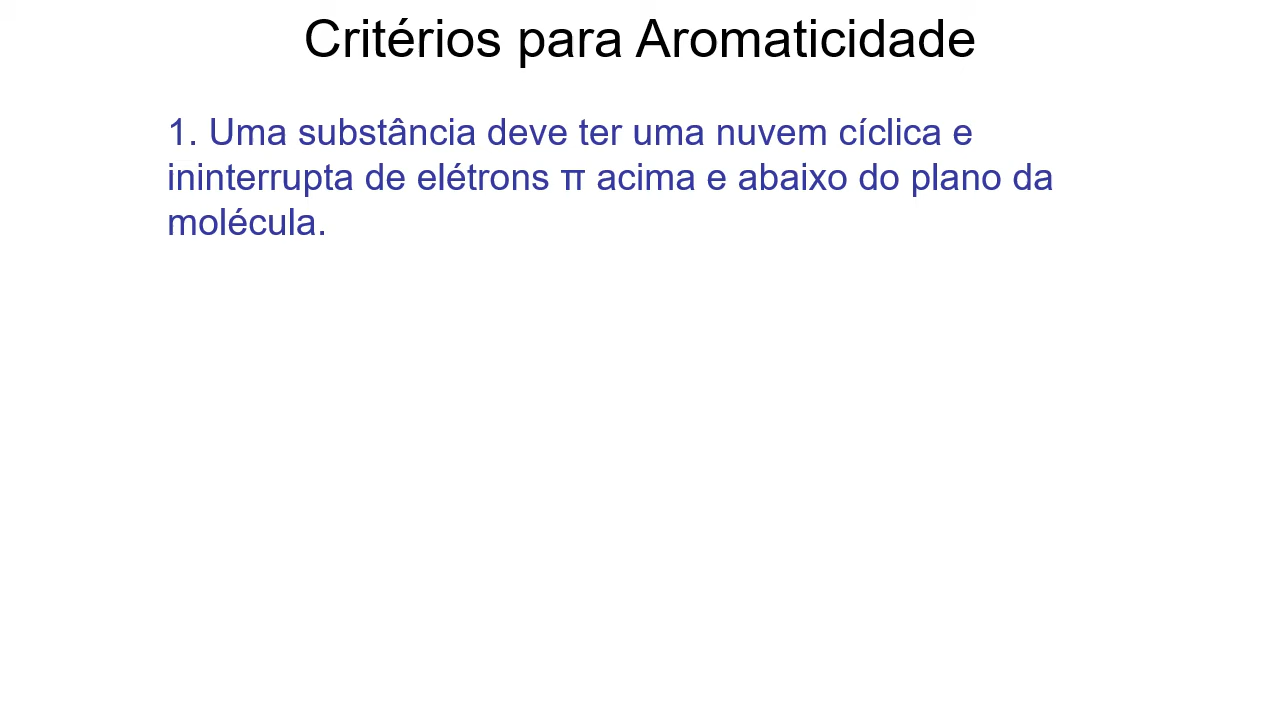 Critérios para Aromaticidade
1. Uma substância deve ter uma nuvem cíclica e
ininterrupta de elétrons π acima e abaixo do plano da
molécula.